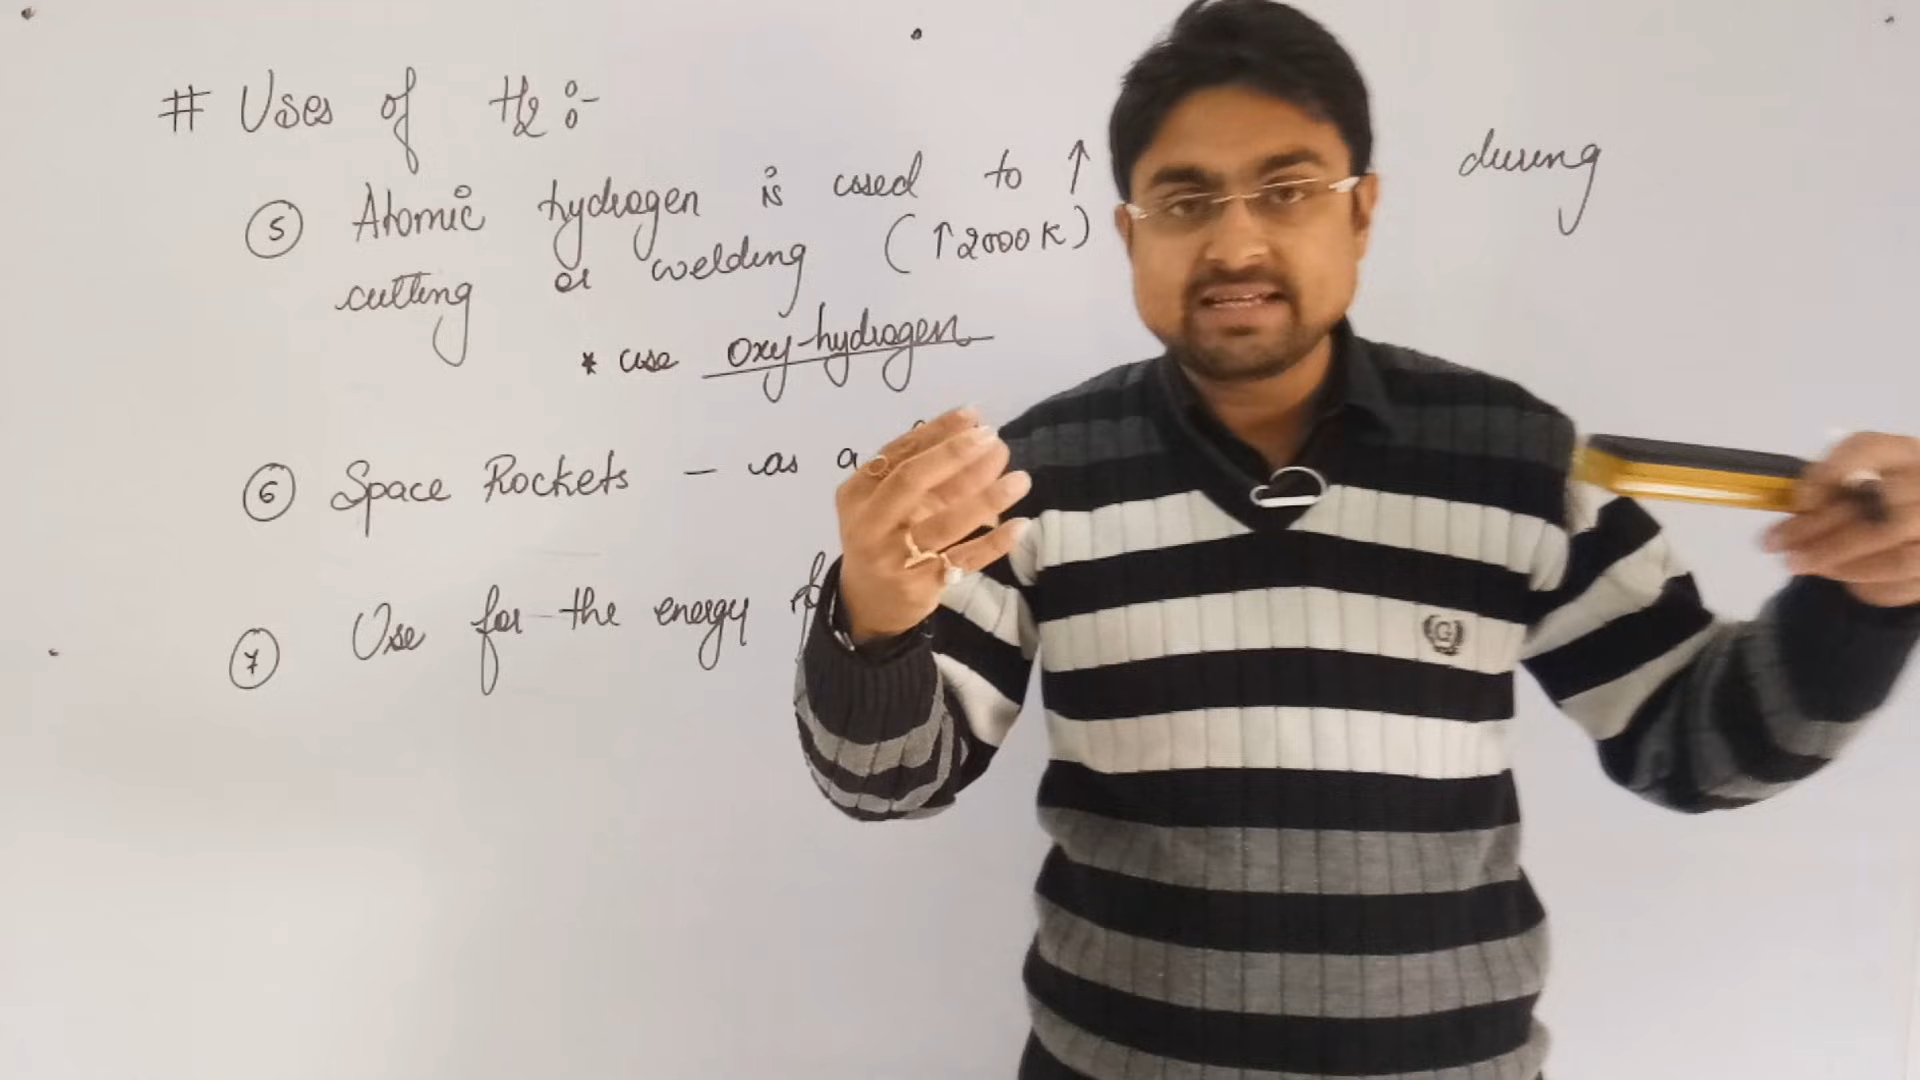 # Uses of H2:-
⑤ Atomic hydrogen is used to ↑ during
cutting or welding (↑2000K)
* use oxy-hydrogen
⑥ Space Rockets - as a
⑦ Use for the energy
G